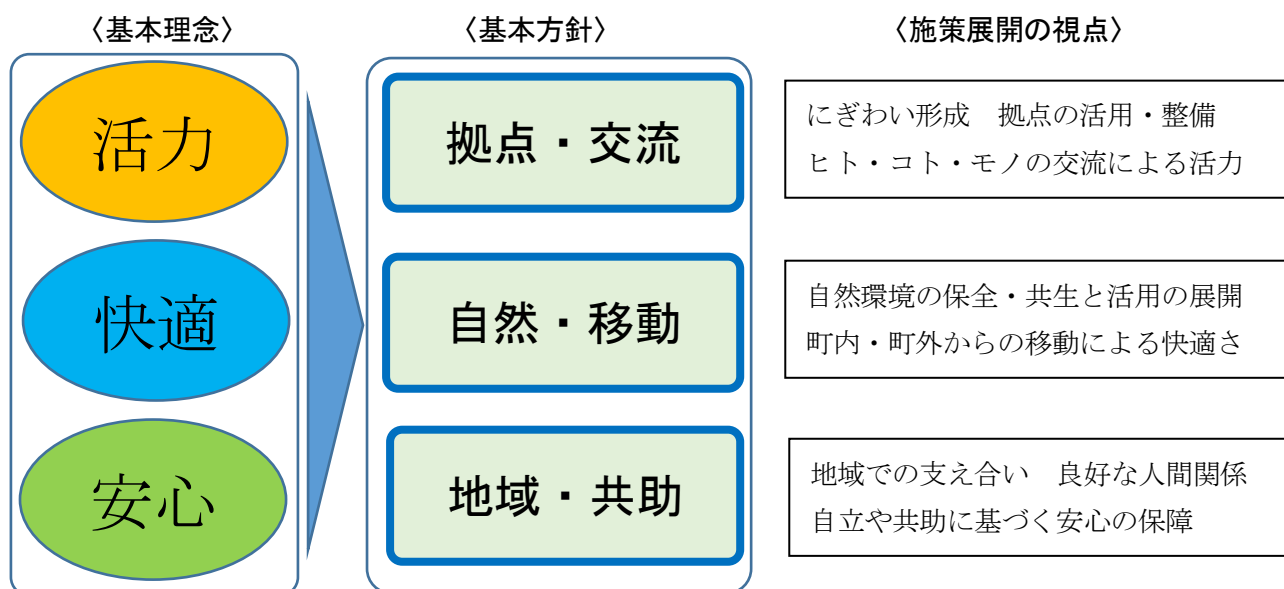 〈基本理念〉
〈基本方針〉
〈施策展開の視点〉
活力
拠点・交流
にぎわい形成　拠点の活用・整備
ヒト・コト・モノの交流による活力
快適
自然・移動
自然環境の保全・共生と活用の展開
町内・町外からの移動による快適さ
安心
地域・共助
地域での支え合い　良好な人間関係
自立や共助に基づく安心の保障